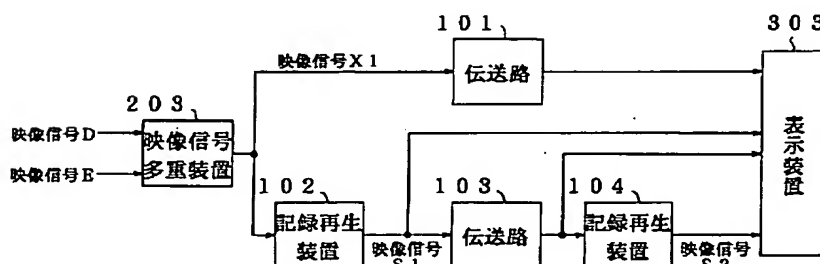 101
303
映像信号X1
伝送路
203
映像信号D
映像信号
多重装置
映像信号E
表示装置
102
103
104
記録再生
装置
映像信号
S1
伝送路
記録再生
装置
映像信号
S2